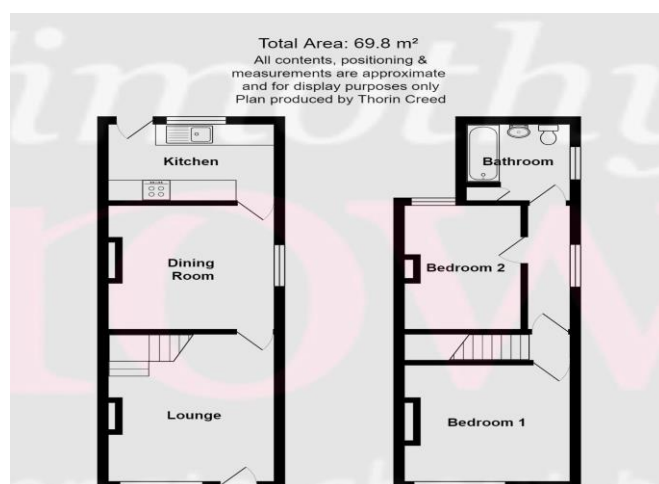 Total Area: 69.8 m²
All contents, positioning &
measurements are approximate
and for display purposes only
Plan produced by Thorin Creed
Kitchen
Dining
Room
Lounge
Bathroom
Bedroom 2
Bedroom 1